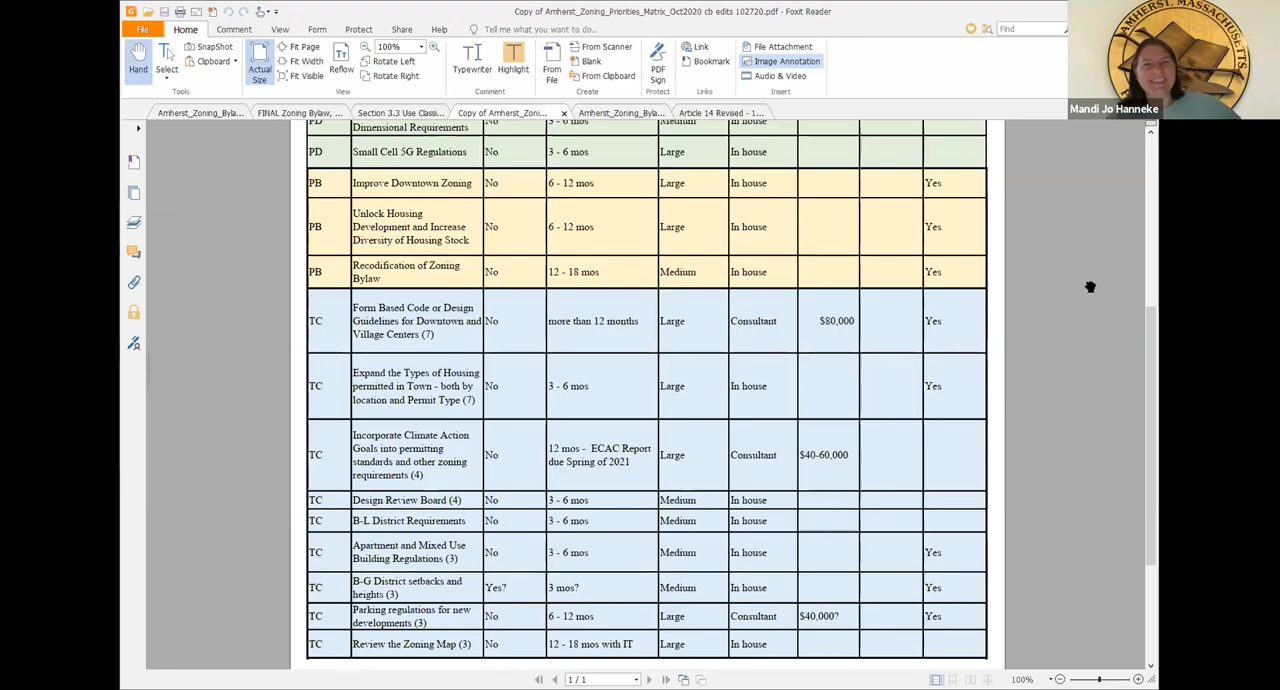 Copy of Amherst_Zoning_Priorities_Matrix_Oct2020 cb edits 102720.pdf - Foxit Reader
File Home Comment View Form Protect Share Help Tell me what you want to do.. Find
Hand
Select
SnapShot
Clipboard
Actual Size
Fit Page
Fit Width
Fit Visible
Reflow
100%
Rotate Left
Rotate Right
Typewriter
Highlight
From File
From Scanner
Blank
From Clipboard
PDF Sign
Link
Bookmark
File Attachment
Image Annotation
Audio & Video
Tools View Comment Create Protect Links Insert
AMHERST, MASSACHUSETTS
Mandi Jo Hanneke
Amherst_Zoning_Byla... FINAL Zoning Bylaw, ... Section 3.3 Use Classi... Copy of Amherst_Zoni... Amherst_Zoning_Byla... Article 14 Revised - 1...
PD Dimensional Requirements No 3 - 6 mos Medium In house
PD Small Cell 5G Regulations No 3 - 6 mos Large In house
PB Improve Downtown Zoning No 6 - 12 mos Large In house Yes
Unlock Housing
PB Development and Increase No 6 - 12 mos Large In house Yes
Diversity of Housing Stock
PB Recodification of Zoning No 12 - 18 mos Medium In house Yes
Bylaw
Form Based Code or Design
TC Guidelines for Downtown and No more than 12 months Large Consultant $80,000 Yes
Village Centers (7)
Expand the Types of Housing
TC permitted in Town - both by No 3 - 6 mos Large In house Yes
location and Permit Type (7)
Incorporate Climate Action
TC Goals into permitting No 12 mos - ECAC Report Large Consultant $40-60,000
standards and other zoning due Spring of 2021
requirements (4)
TC Design Review Board (4) No 3 - 6 mos Medium In house
TC B-L District Requirements No 3 - 6 mos Medium In house
TC Apartment and Mixed Use No 3 - 6 mos Medium In house Yes
Building Regulations (3)
TC B-G District setbacks and Yes? 3 mos? Medium In house Yes
heights (3)
TC Parking regulations for new No 6 - 12 mos Large Consultant $40,000? Yes
developments (3)
TC Review the Zoning Map (3) No 12 - 18 mos with IT Large In house
1 / 1
100%